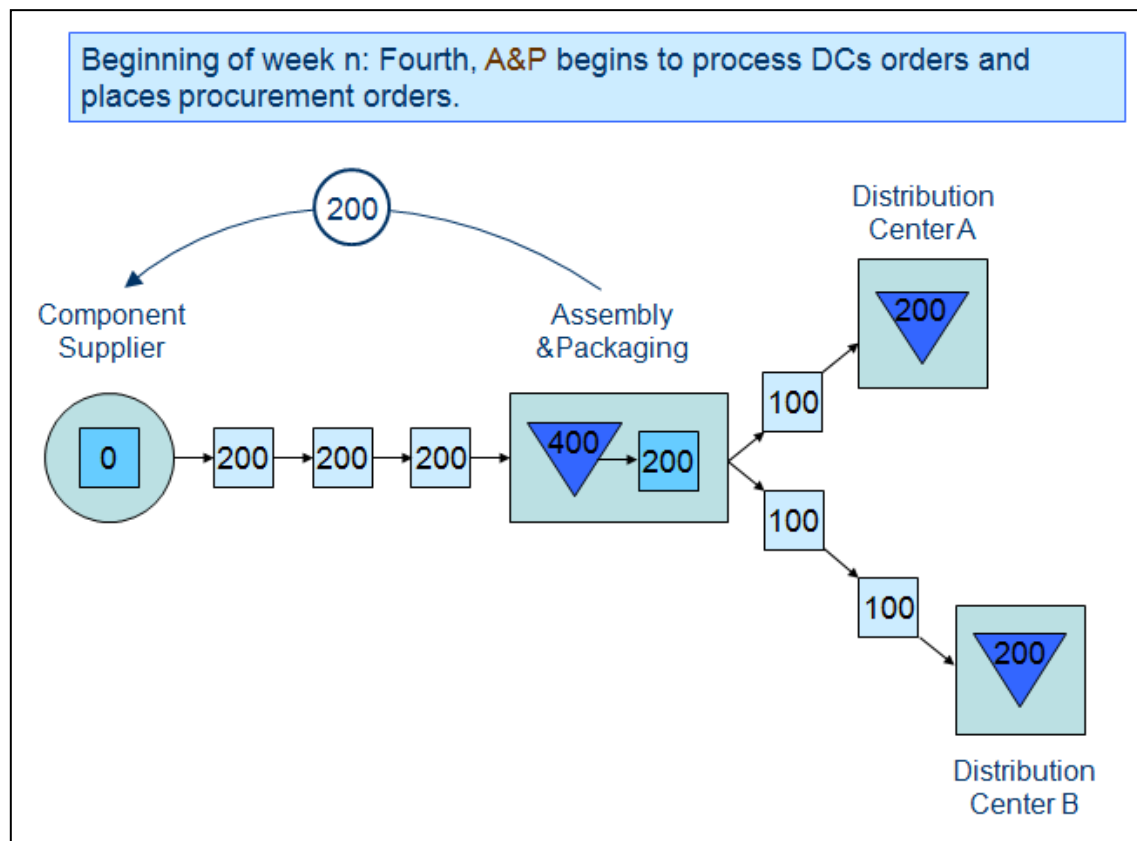 Beginning of week n: Fourth, A&P begins to process DCs orders and
places procurement orders.
200
Distribution
Center A
Component
Supplier
Assembly
&Packaging
200
100
0
200
200
200
400
200
100
100
200
Distribution
Center B